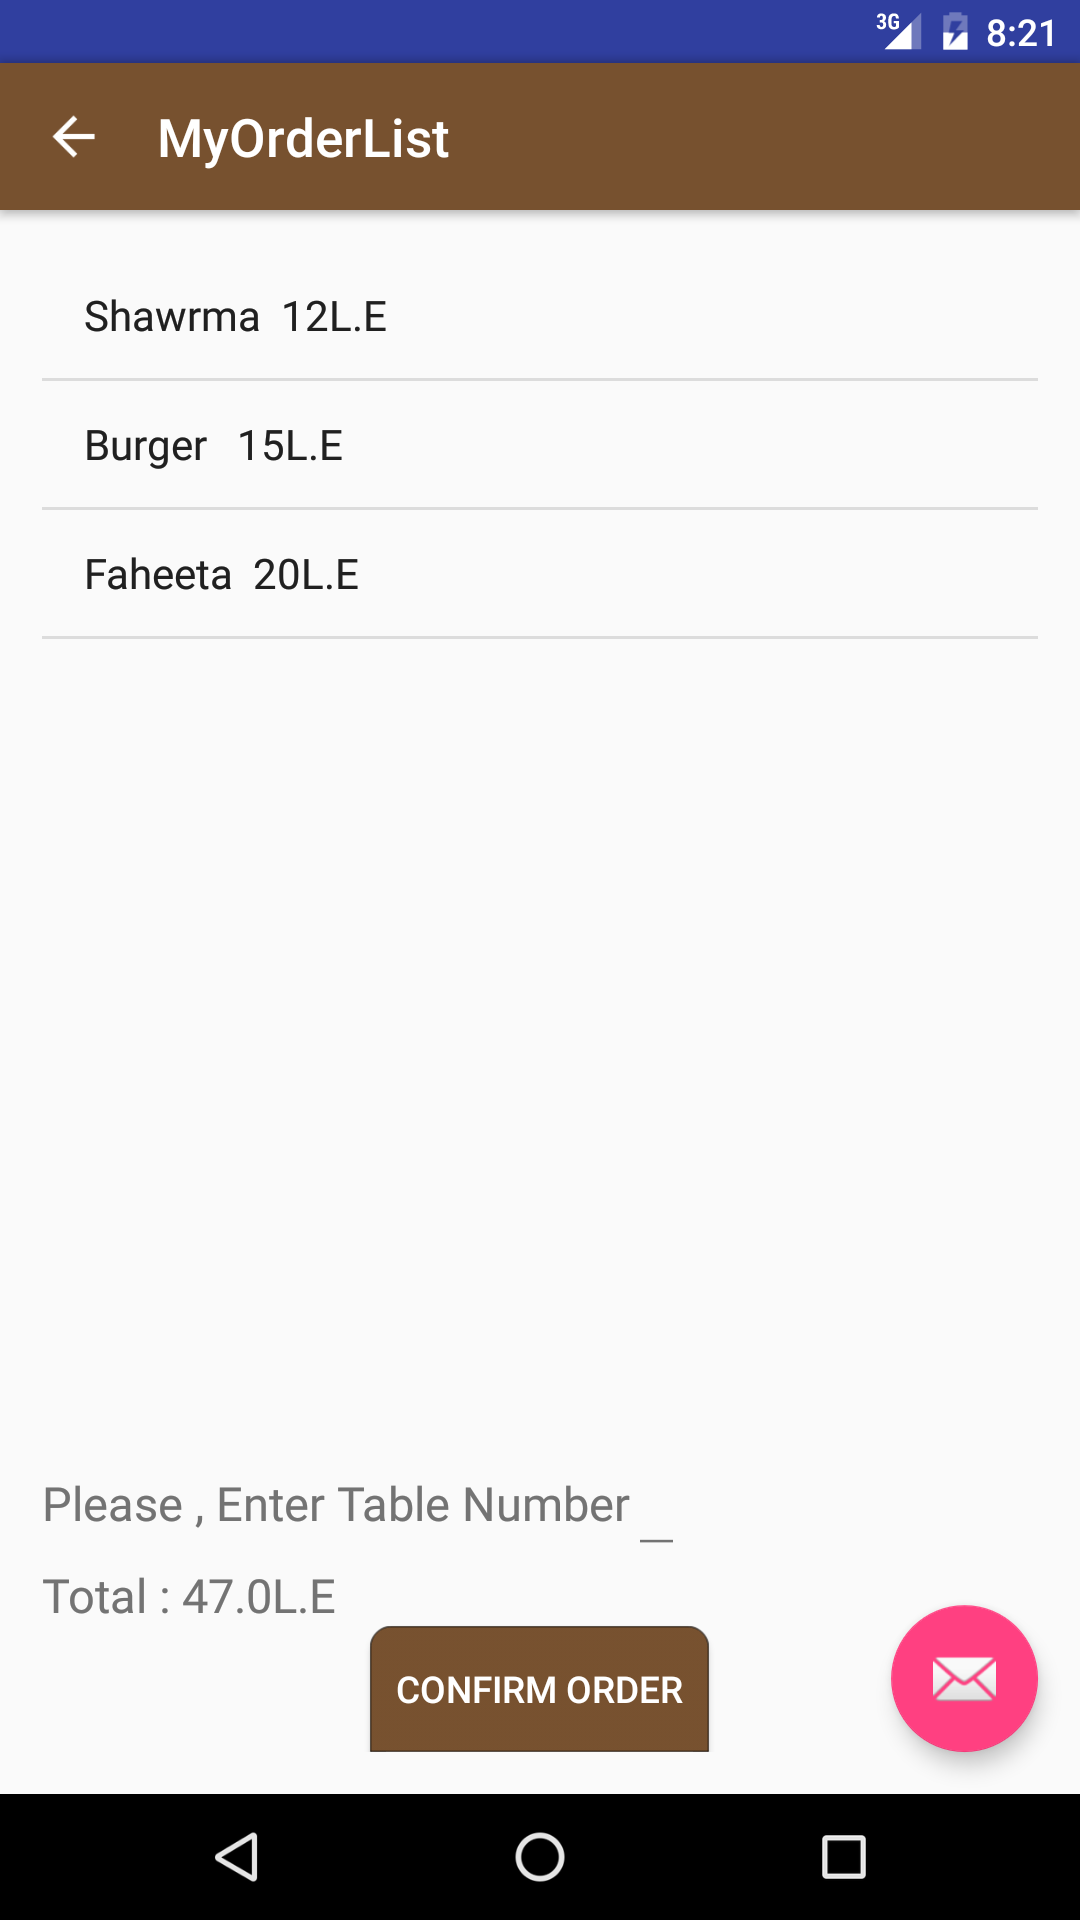 3G 8:21
MyOrderList
Shawrma 12L.E
Burger 15L.E
Faheeta 20L.E
Please , Enter Table Number
Total : 47.0L.E
CONFIRM ORDER